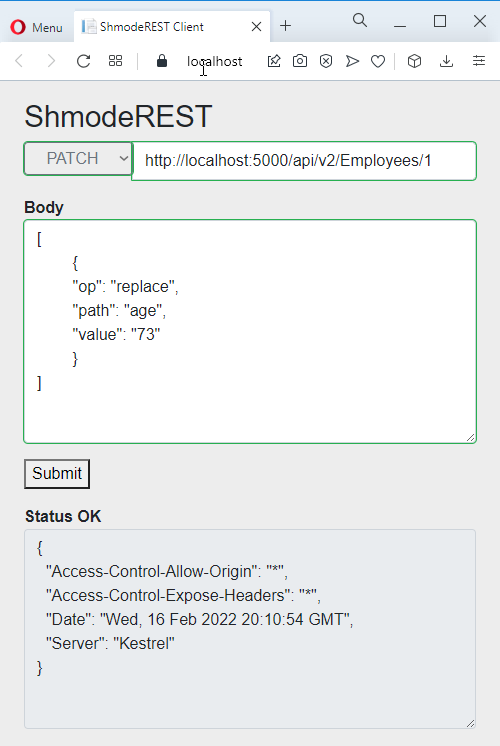 Menu
ShmodeREST Client
localhost
ShmodeREST
PATCH
http://localhost:5000/api/v2/Employees/1
Body
[
{
"op": "replace",
"path": "age",
"value": "73"
}
]
Submit
Status OK
{
"Access-Control-Allow-Origin": "*",
"Access-Control-Expose-Headers": "*",
"Date": "Wed, 16 Feb 2022 20:10:54 GMT",
"Server": "Kestrel"
}